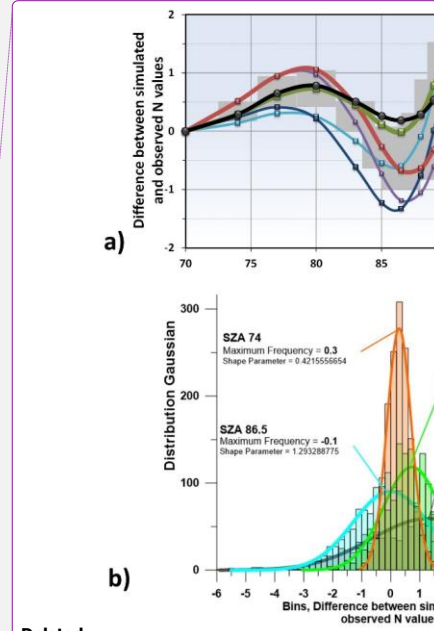 2
1
0
-1
-2
Difference between simulated
and observed N values
a)
70
75
80
85
300
200
100
0
Distribution Gaussian
SZA 74
Maximum Frequency = 0.3
Shape Parameter = 0.4215556654
SZA 86.5
Maximum Frequency = -0.1
Shape Parameter = 1.293288775
b)
-6 -5 -4 -3 -2 -1 0 1
Bins, Difference between sim
observed N value